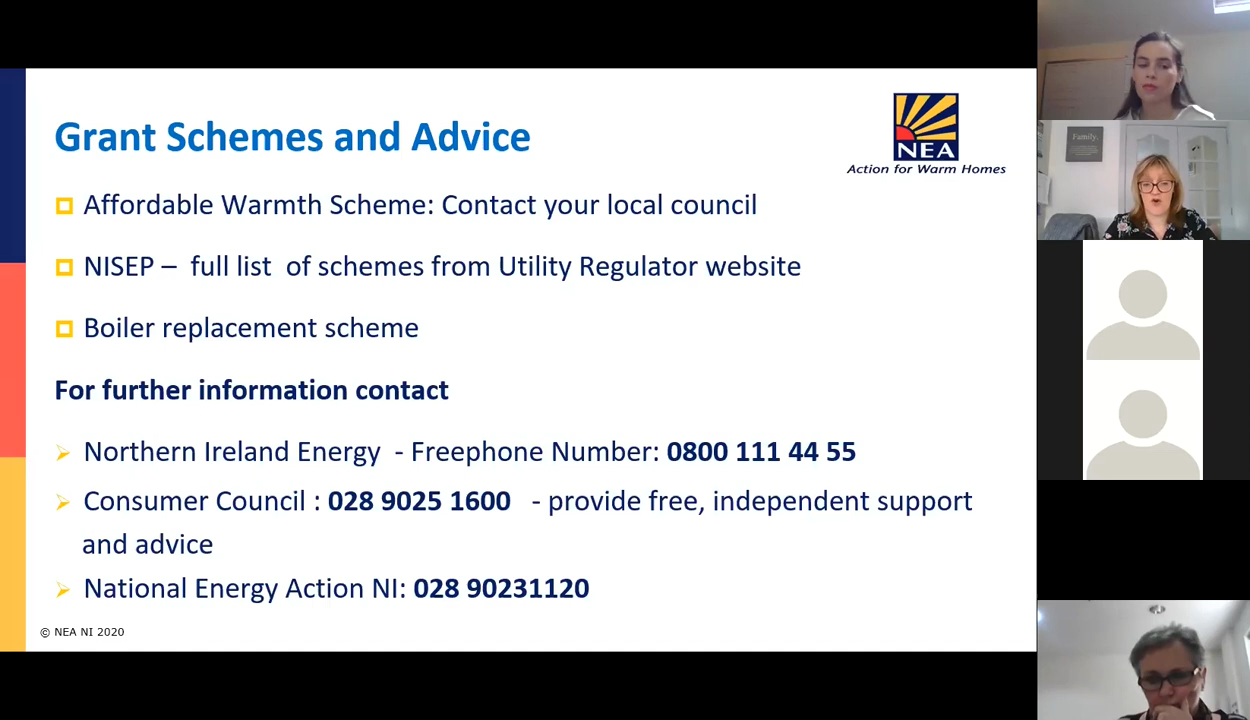 Grant Schemes and Advice
NEA
Action for Warm Homes
Affordable Warmth Scheme: Contact your local council
NISEP – full list of schemes from Utility Regulator website
Boiler replacement scheme
For further information contact
Northern Ireland Energy - Freephone Number: 0800 111 44 55
Consumer Council : 028 9025 1600 - provide free, independent support
and advice
National Energy Action NI: 028 90231120
© NEA NI 2020
Family.